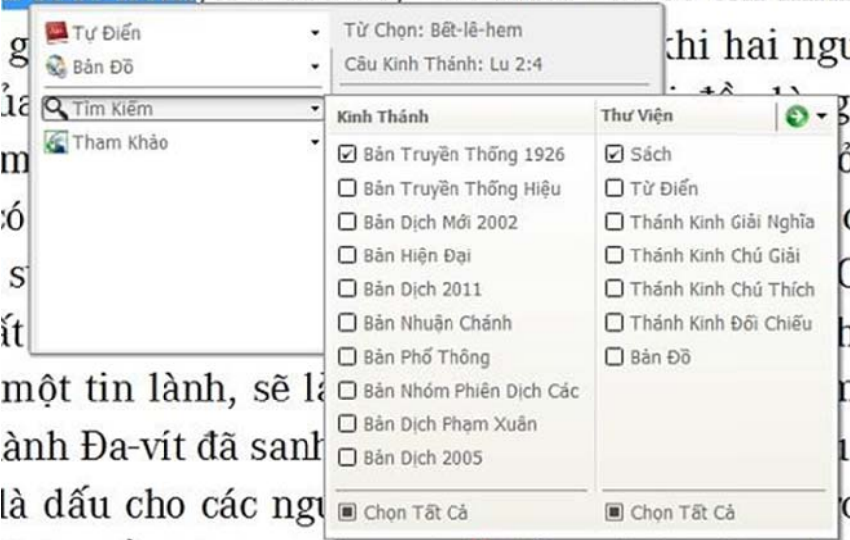 Tự Điển
Bản Đồ
Tìm Kiếm
Tham Khảo
Từ Chọn: Bết-lê-hem
Câu Kinh Thánh: Lu 2:4
Kinh Thánh
Bản Truyền Thống 1926
Bản Truyền Thống Hiệu
Bản Dịch Mới 2002
Bản Hiện Đại
Bản Dịch 2011
Bản Nhuận Chánh
Bản Phổ Thông
Bản Nhóm Phiên Dịch Các
Bản Dịch Phạm Xuân
Bản Dịch 2005
Chọn Tất Cả
Thư Viện
Sách
Từ Điển
Thánh Kinh Giải Nghĩa
Thánh Kinh Chú Giải
Thánh Kinh Chú Thích
Thánh Kinh Đối Chiếu
Bản Đồ
Chọn Tất Cả
khi hai
một tin lành, sẽ
Đa-vít đã sanh
là dấu cho các